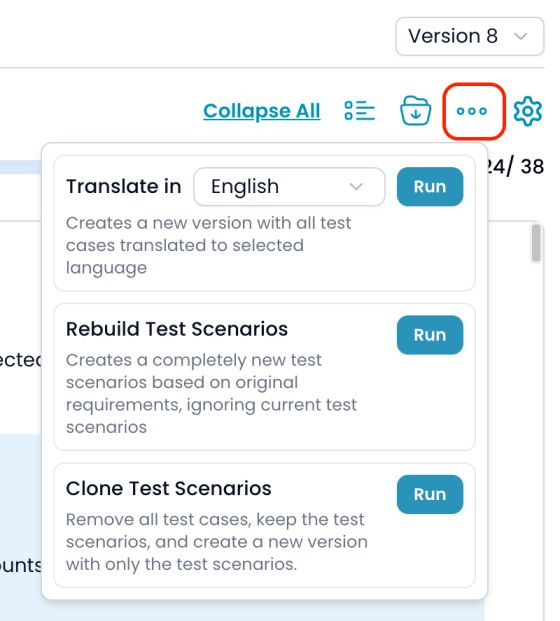 Version 8
Collapse All
24/ 38
Translate in English Run
Creates a new version with all test
cases translated to selected
language
Rebuild Test Scenarios Run
Creates a completely new test
scenarios based on original
requirements, ignoring current test
scenarios
Clone Test Scenarios Run
Remove all test cases, keep the test
scenarios, and create a new version
with only the test scenarios.